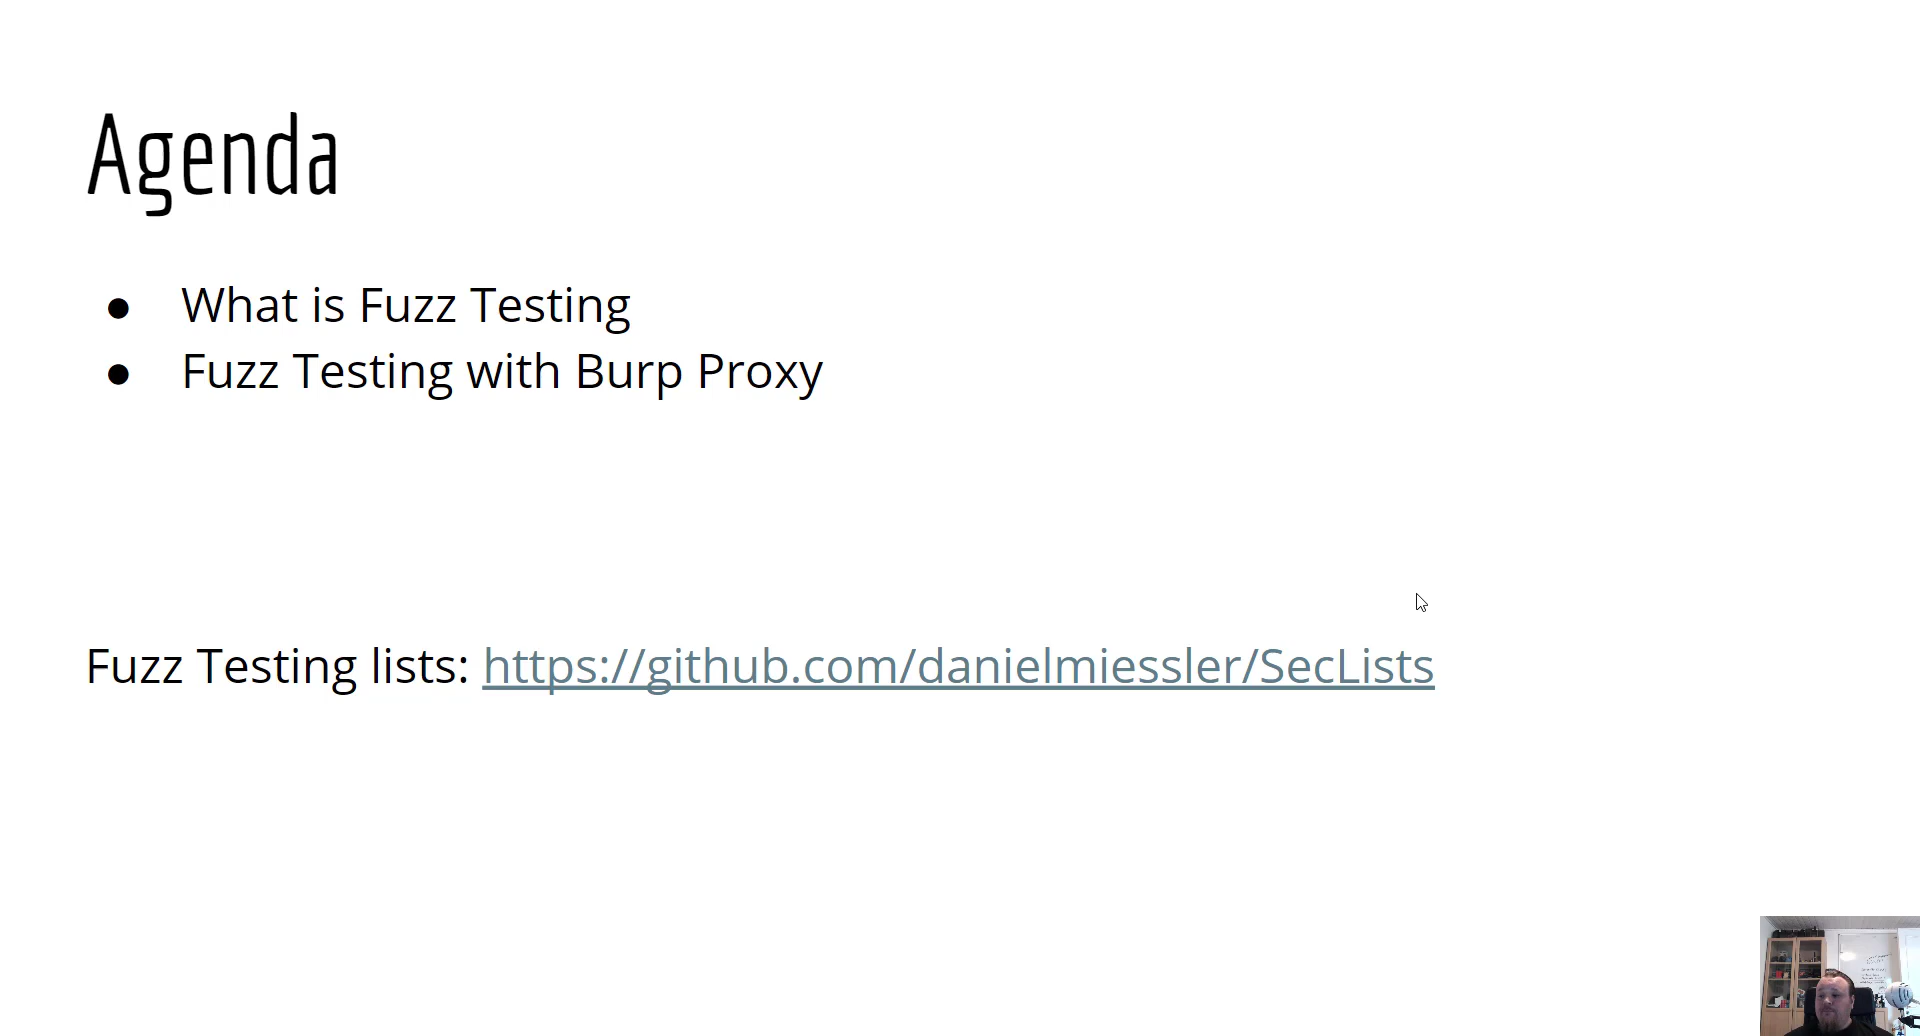 Agenda
● What is Fuzz Testing
● Fuzz Testing with Burp Proxy
Fuzz Testing lists: https://github.com/danielmiessler/SecLists